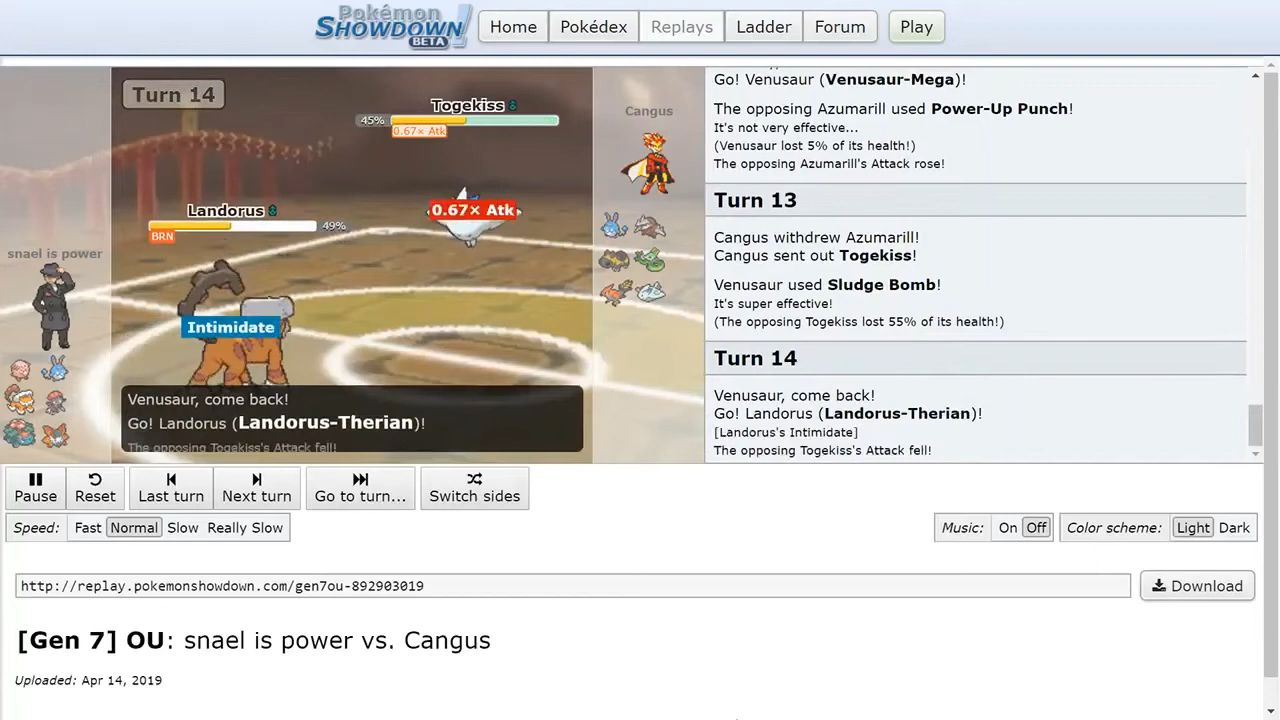 Pokémon
SHOWDOWN!
BETA
Home
Pokédex
Replays
Ladder
Forum
Play
Turn 14
Togekiss
45%
0.67× Atk
0.67× Atk
Landorus
49%
BRN
Intimidate
snael is power
Cangus
Venusaur, come back!
Go! Landorus (Landorus-Therian)!
The opposing Togekiss's Attack fell!
Go! Venusaur (Venusaur-Mega)!
The opposing Azumarill used Power-Up Punch!
It's not very effective...
(Venusaur lost 5% of its health!)
The opposing Azumarill's Attack rose!
Turn 13
Cangus withdrew Azumarill!
Cangus sent out Togekiss!
Venusaur used Sludge Bomb!
It's super effective!
(The opposing Togekiss lost 55% of its health!)
Turn 14
Venusaur, come back!
Go! Landorus (Landorus-Therian)!
[Landorus's Intimidate]
The opposing Togekiss's Attack fell!
Pause
Reset
Last turn
Next turn
Go to turn...
Switch sides
Speed: Fast Normal Slow Really Slow
Music: On Off
Color scheme: Light Dark
http://replay.pokemonshowdown.com/gen7ou-892903019
Download
[Gen 7] OU: snael is power vs. Cangus
Uploaded: Apr 14, 2019